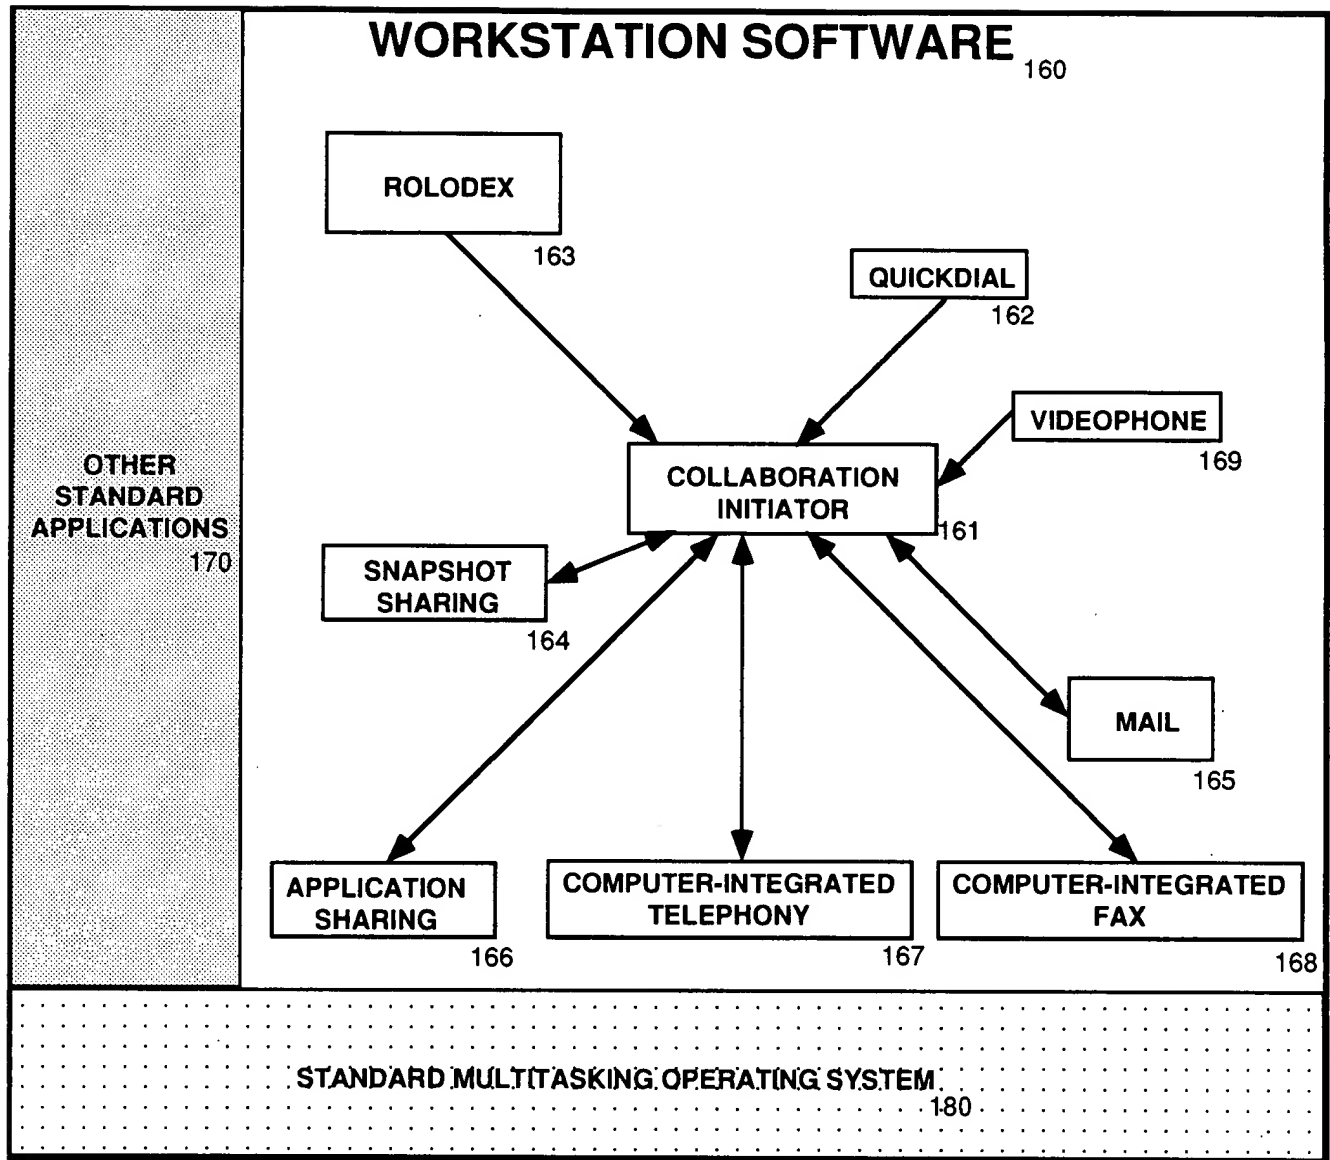 WORKSTATION SOFTWARE
160
ROLODEX
163
QUICKDIAL
162
VIDEOPHONE
169
COLLABORATION
INITIATOR
161
OTHER
STANDARD
APPLICATIONS
170
SNAPSHOT
SHARING
164
MAIL
165
APPLICATION
SHARING
166
COMPUTER-INTEGRATED
TELEPHONY
167
COMPUTER-INTEGRATED
FAX
168
STANDARD MULTITASKING OPERATING SYSTEM
180